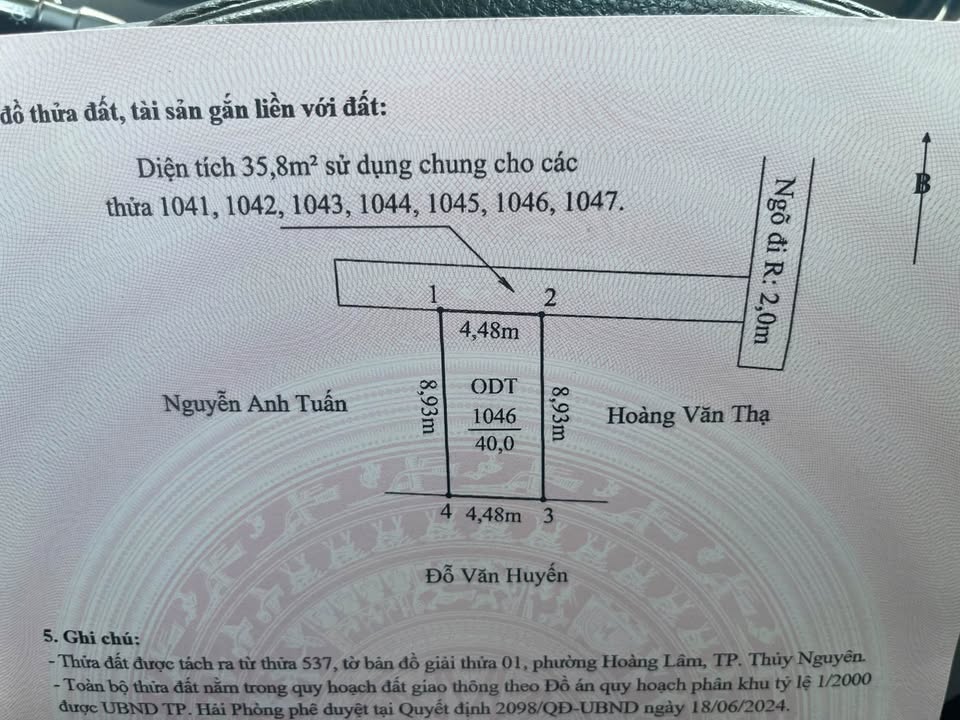 đồ thửa đất, tài sản gắn liền với đất:
Diện tích 35,8m² sử dụng chung cho các
thửa 1041, 1042, 1043, 1044, 1045, 1046, 1047.
B
Ngõ đi R: 2,0m
1
2
4,48m
8,93m
ODT
1046
40,0
8,93m
Nguyễn Anh Tuấn
Hoàng Văn Thạ
4
4,48m
3
Đỗ Văn Huyến
5. Ghi chú:
- Thửa đất được tách ra từ thửa 537, tờ bản đồ giải thửa 01, phường Hoàng Lâm, TP. Thủy Nguyên.
- Toàn bộ thửa đất nằm trong quy hoạch đất giao thông theo Đồ án quy hoạch phân khu tỷ lệ 1/2000
được UBND TP. Hải Phòng phê duyệt tại Quyết định 2098/QĐ-UBND ngày 18/06/2024.